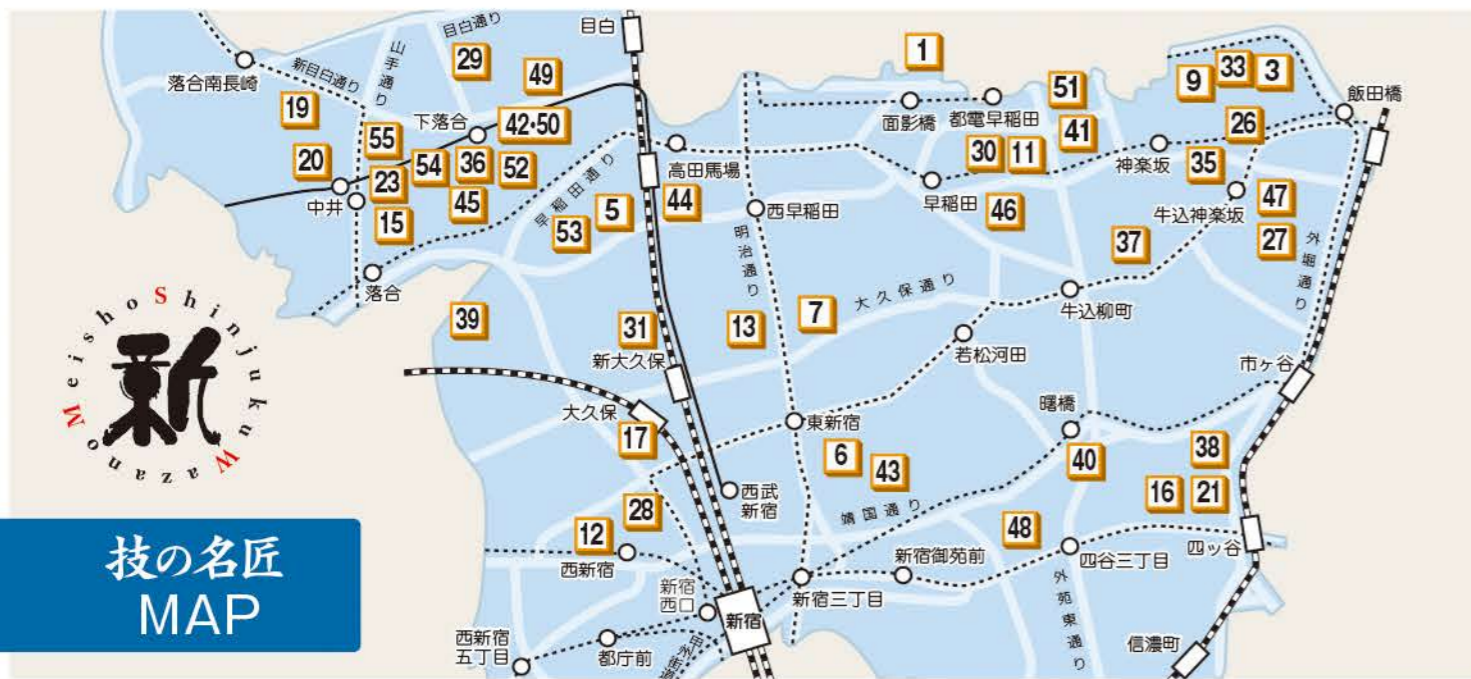 目白
目白通り
山手通り
新目白通り
落合南長崎
29
49
1
51
9
33
3
飯田橋
19
下落合
42・50
面影橋
都電早稲田
41
26
55
高田馬場
30
11
神楽坂
35
20
54
36
52
23
早稲田通り
5
44
西早稲田
早稲田
46
牛込神楽坂
47
中井
45
15
53
明治通り
37
27
外堀通り
落合
大久保通り
牛込柳町
39
31
13
7
新大久保
若松河田
市ヶ谷
大久保
17
東新宿
曙橋
6
43
40
38
西武
新宿
16
21
28
靖国通り
12
48
四ッ谷
西新宿
新宿御苑前
四谷三丁目
新宿
西口
新宿三丁目
外苑東通り
新宿
西新宿
五丁目
都庁前
甲州街道
信濃町
Shinjuku Wazano Meisho
新
技の名匠
MAP